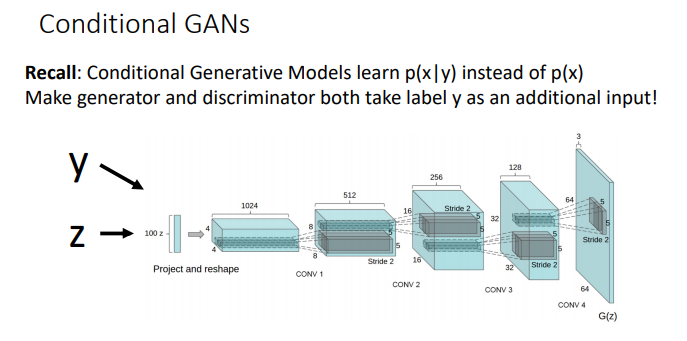 Conditional GANs
Recall: Conditional Generative Models learn p(x|y) instead of p(x)
Make generator and discriminator both take label y as an additional input!
y
z
100 z
Project and reshape
1024
4
4
512
8
8
5
5
Stride 2
CONV 1
256
16
16
Stride 2
5
5
CONV 2
128
32
32
5
5
Stride 2
CONV 3
3
64
64
5
5
Stride 2
CONV 4
G(z)